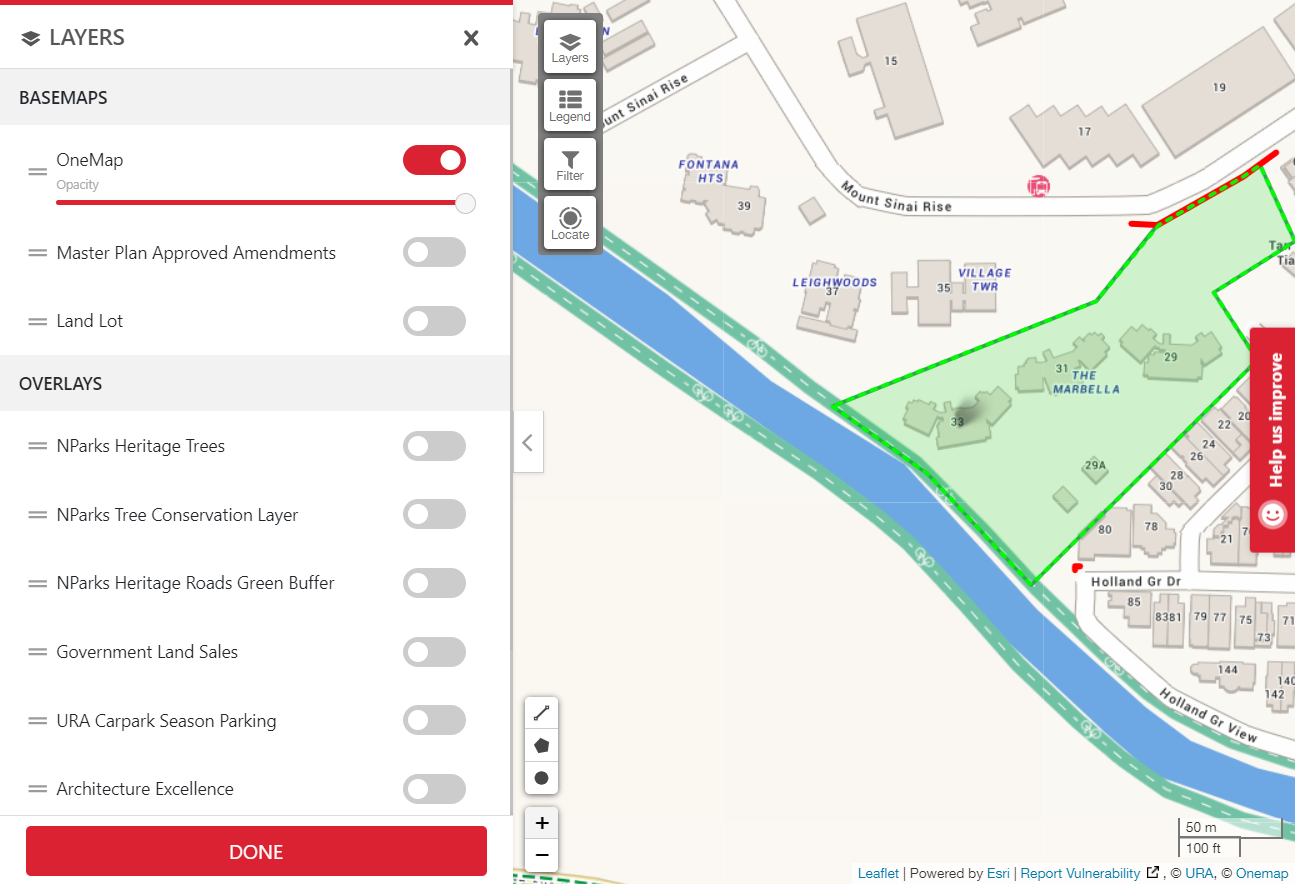 LAYERS
BASEMAPS
OneMap
Opacity
Master Plan Approved Amendments
Land Lot
OVERLAYS
NParks Heritage Trees
NParks Tree Conservation Layer
NParks Heritage Roads Green Buffer
Government Land Sales
URA Carpark Season Parking
Architecture Excellence
DONE
Layers
Legend
Filter
Locate
15
19
17
Mount Sinai Rise
FONTANA
HTS
39
Mount Sinai Rise
LEIGHWOODS
37
VILLAGE
TWR
35
29
31
THE
MARBELLA
33
29A
20
22
24
26
28
30
80
78
21
Holland Gr Dr
85
8381
79 77
75
73
71
144
140
142
Holland Gr View
Help us improve
+
−
50 m
100 ft
Leaflet | Powered by Esri | Report Vulnerability , © URA, © Onemap